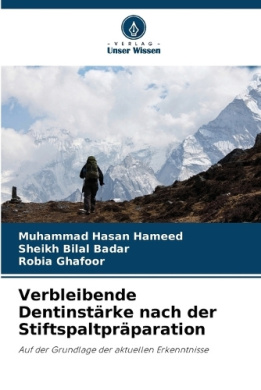 VERLAG
Unser Wissen
Muhammad Hasan Hameed
Sheikh Bilal Badar
Robia Ghafoor
Verbleibende
Dentinstärke nach der
Stiftspaltpräparation
Auf der Grundlage der aktuellen Erkenntnisse